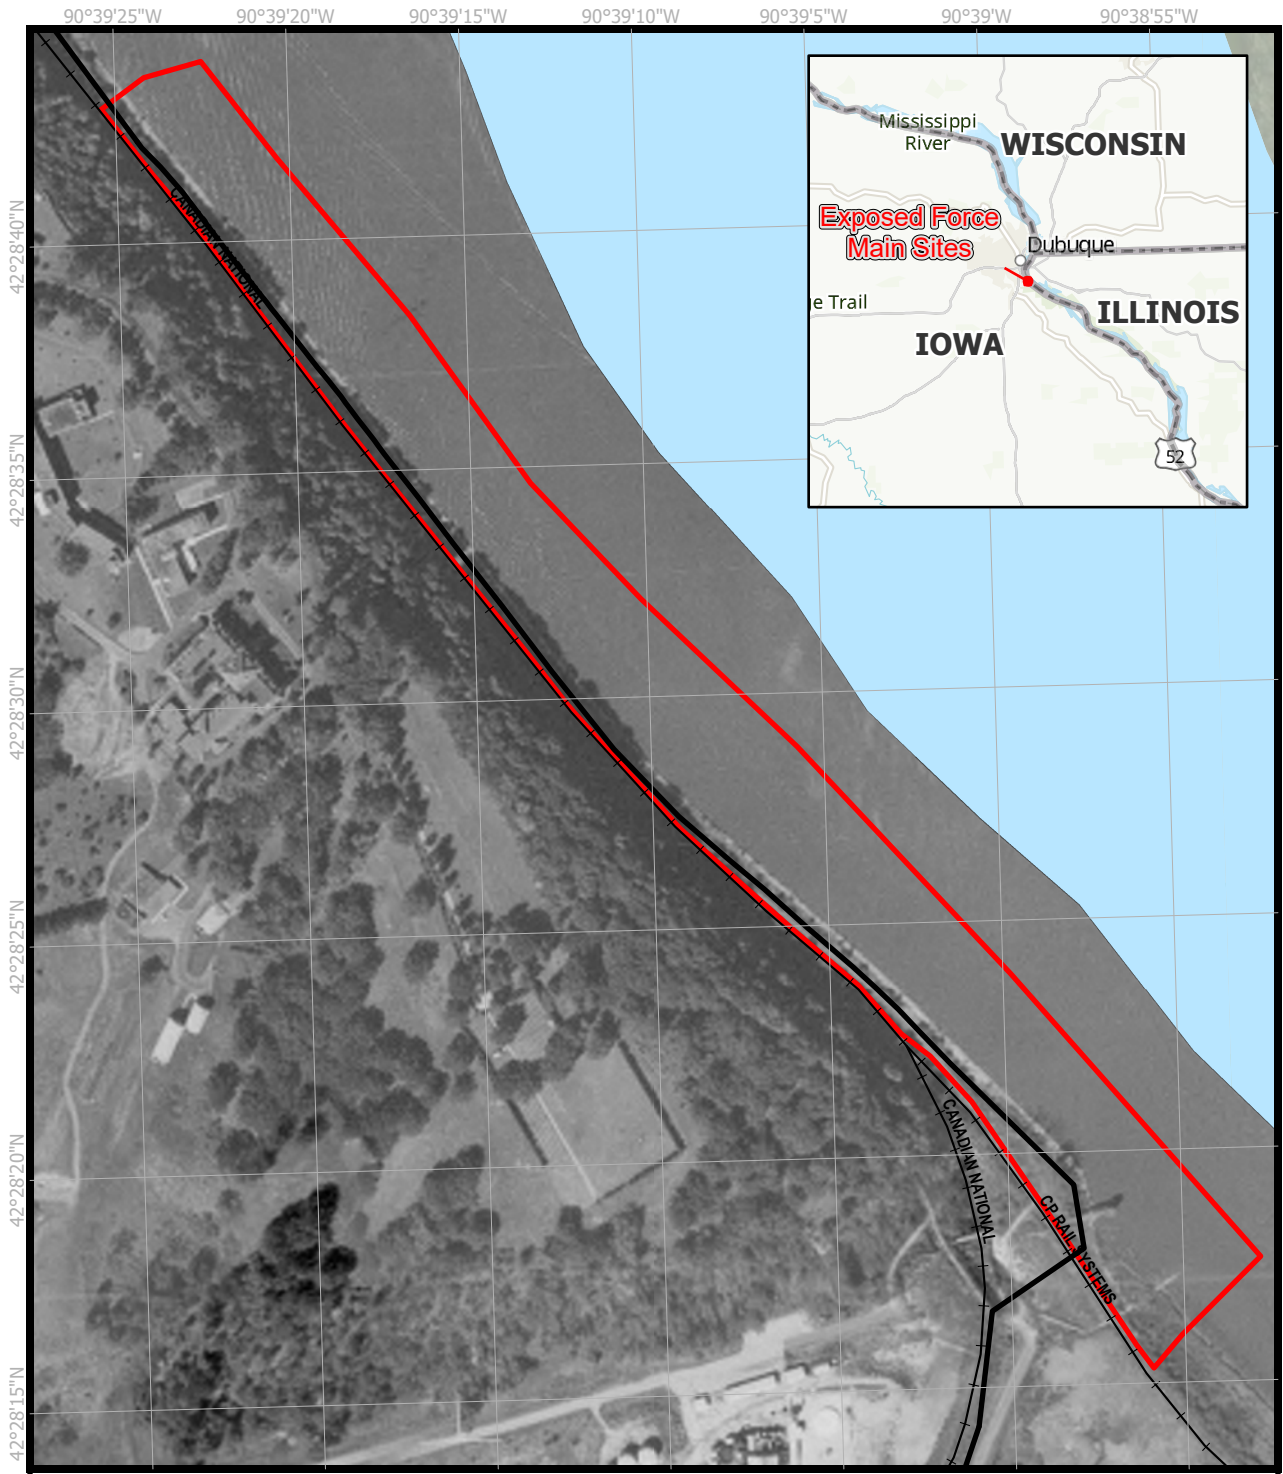 90°39'25"W
90°39'20"W
90°39'15"W
90°39'10"W
90°39'5"W
90°39'W
90°38'55"W
42°28'40"N
42°28'35"N
42°28'30"N
42°28'25"N
42°28'20"N
42°28'15"N
Mississippi
River
WISCONSIN
Exposed Force
Main Sites
Dubuque
ge Trail
ILLINOIS
IOWA
52
CANADIAN NATIONAL
CANADIAN NATIONAL
CP RAIL SYSTEMS